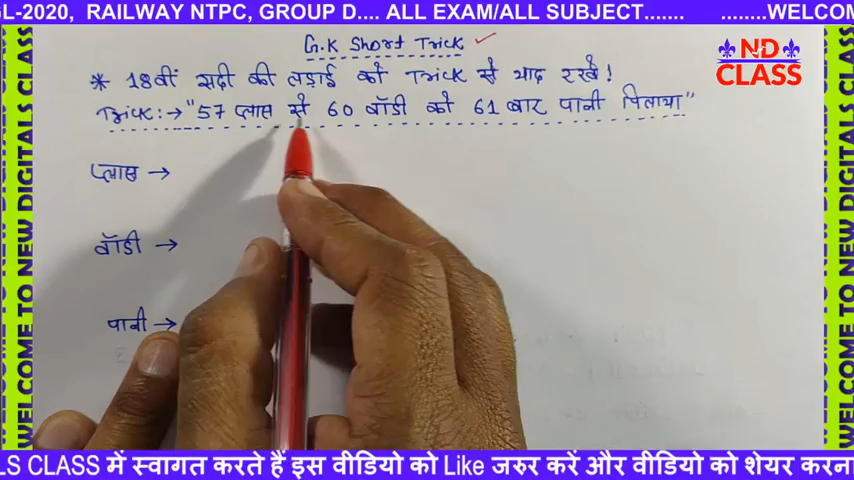 GL-2020, RAILWAY NTPC, GROUP D.... ALL EXAM/ALL SUBJECT....... ........WELCOM
G.K Short Trick
ND
CLASS
* 18वीं सदी की लड़ाई को Trick से याद रखें!
Trick:→ "57 प्लास से 60 बॉडी को 61 बार पानी पिलाया"
प्लास →
बॉडी →
पानी →
WELCOME TO NEW DIGITALS CLASS
WELCOME TO NEW DIGITALS CLASS
LS CLASS में स्वागत करते हैं इस वीडियो को Like जरुर करें और वीडियो को शेयर करना